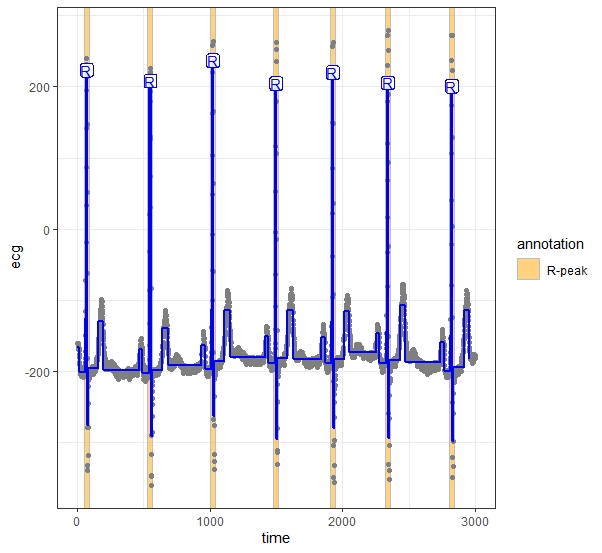 R R R R R R R
200
0
-200
ecg
0 1000 2000 3000
time
annotation
R-peak